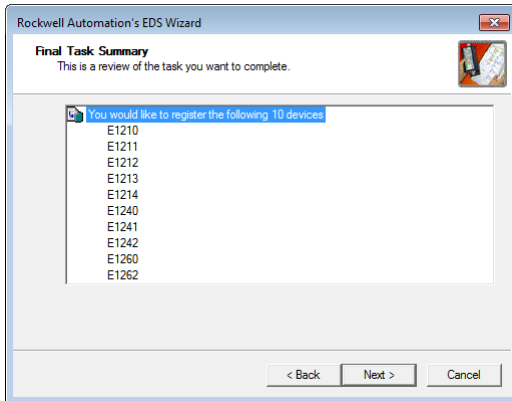 Rockwell Automation's EDS Wizard
Final Task Summary
This is a review of the task you want to complete.
You would like to register the following 10 devices
E1210
E1211
E1212
E1213
E1214
E1240
E1241
E1242
E1260
E1262
< Back
Next >
Cancel